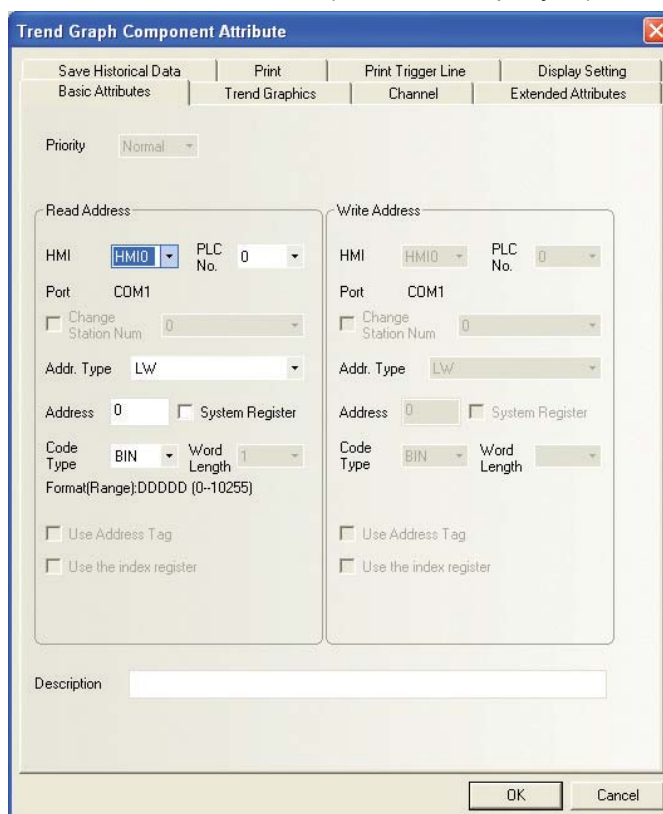 Trend Graph Component Attribute
Save Historical Data Print Print Trigger Line Display Setting
Basic Attributes Trend Graphics Channel Extended Attributes
Priority Normal
Read Address
HMI HMI0 PLC No. 0
Port COM1
Change Station Num 0
Addr. Type LW
Address 0 System Register
Code Type BIN Word Length 1
Format(Range):DDDDD (0--10255)
Use Address Tag
Use the index register
Write Address
HMI HMI0 PLC No. 0
Port COM1
Change Station Num 0
Addr. Type LW
Address 0 System Register
Code Type BIN Word Length
Use Address Tag
Use the index register
Description
OK Cancel